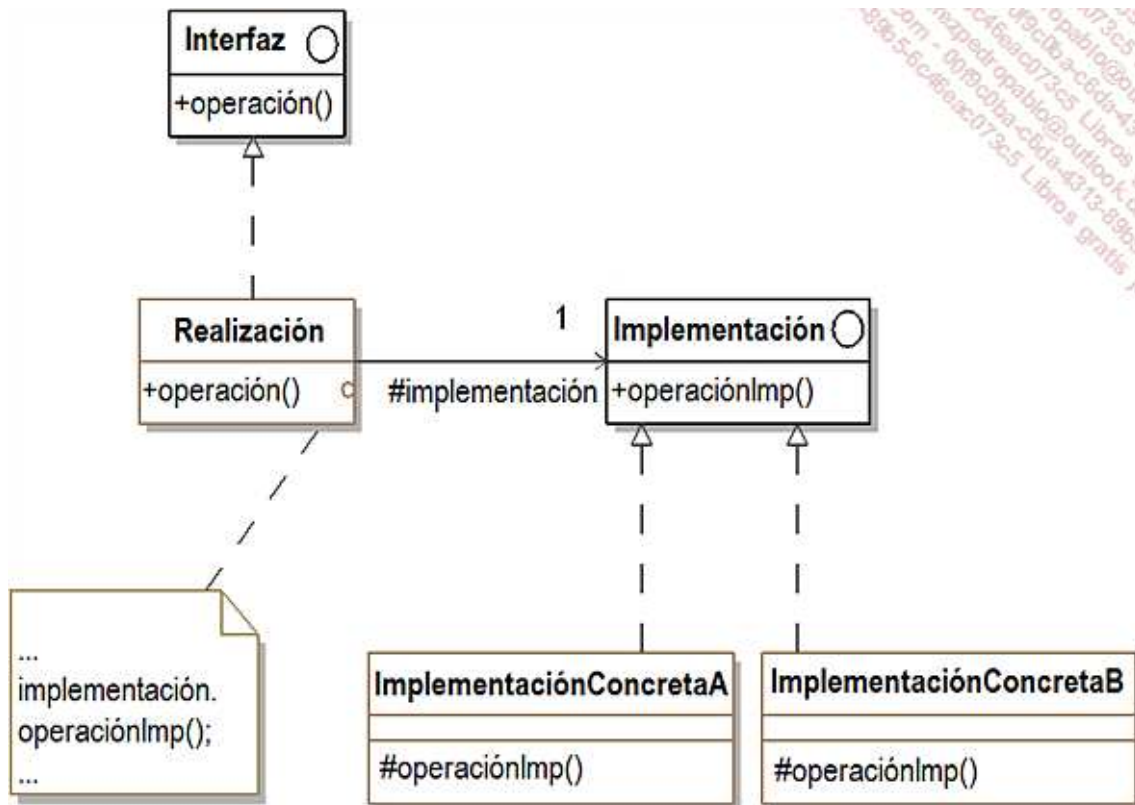 Interfaz
+operación()
Realización
+operación()
1
#implementación
Implementación
+operaciónImp()
...
implementación.
operaciónImp();
...
ImplementaciónConcretaA
#operaciónImp()
ImplementaciónConcretaB
#operaciónImp()